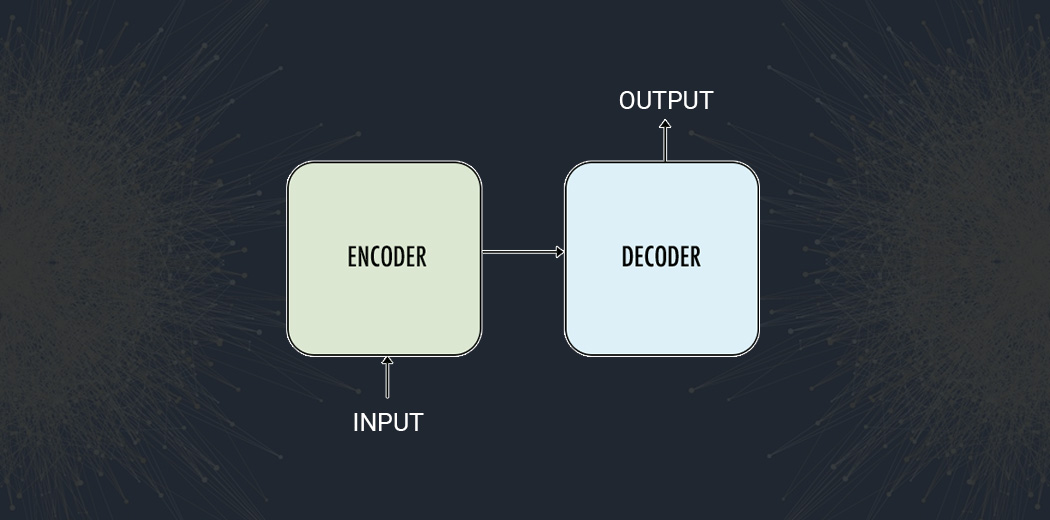 OUTPUT
ENCODER
DECODER
INPUT